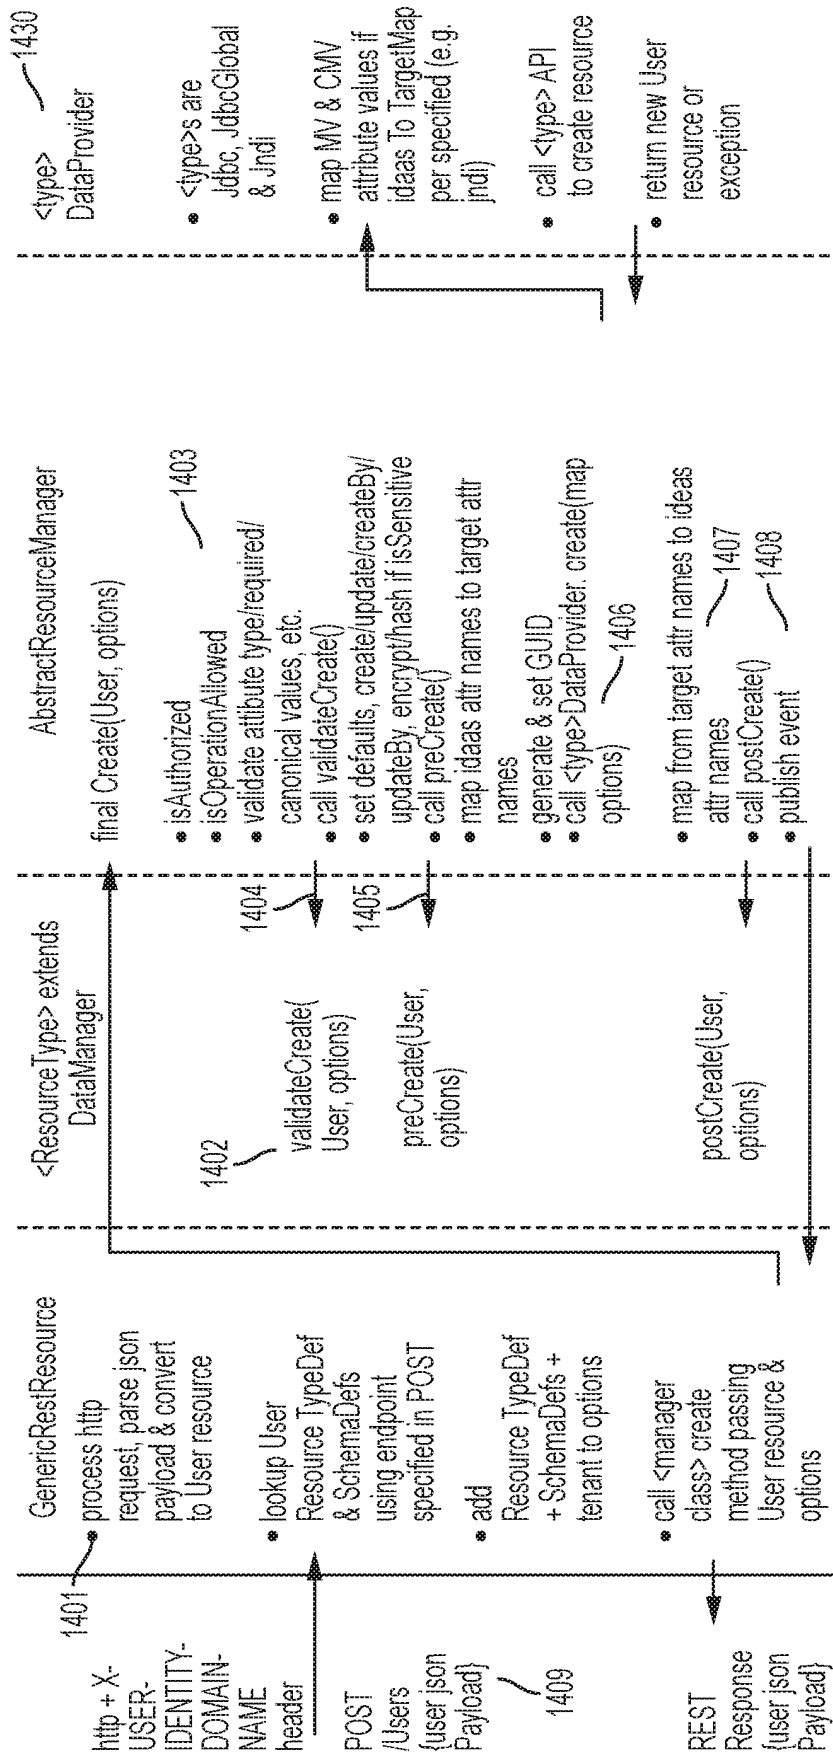 http + X-
USER-
IDENTITY-
DOMAIN-
NAME
header
POST
/Users
{user json
Payload}
1409
REST
Response
{user json
Payload}
1401
GenericRestResource
• process http
request, parse json
payload & convert
to User resource
• lookup User
Resource TypeDef
& SchemaDefs
using endpoint
specified in POST
• add
Resource TypeDef
+ SchemaDefs +
tenant to options
• call <manager
class> create
method passing
User resource &
options
<ResourceType> extends
DataManager
1402
validateCreate(
User, options)
preCreate(User,
options)
postCreate(User,
options)
1404
1405
AbstractResourceManager
final Create(User, options)
1403
• isAuthorized
• isOperationAllowed
• validate attibute type/required/
canonical values, etc.
• call validateCreate()
• set defaults, create/update/createBy/
updateBy, encrypt/hash if isSensitive
• call preCreate()
• map idaas attr names to target attr
names
• generate & set GUID
• call <type>DataProvider. create(map
options)
1406
• map from target attr names to ideas
attr names
1407
• call postCreate()
1408
• publish event
<type>
DataProvider
1430
• <type>s are
Jdbc, JdbcGlobal
& Jndi
• map MV & CMV
attribute values if
idaas To TargetMap
per specified (e.g.
jndi)
• call <type> API
to create resource
• return new User
resource or
exception